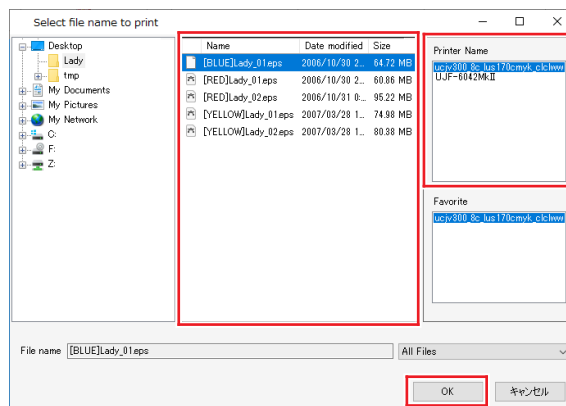 Select file name to print
Desktop
Lady
tmp
My Documents
My Pictures
My Network
C:
F:
Z:
Name Date modified Size
[BLUE]Lady_01.eps 2006/10/30 2... 64.72 MB
[RED]Lady_01.eps 2006/10/30 2... 60.86 MB
[RED]Lady_02.eps 2006/10/31 0:... 95.22 MB
[YELLOW]Lady_01.eps 2007/03/28 1... 74.98 MB
[YELLOW]Lady_02.eps 2007/03/28 1... 80.38 MB
Printer Name
ucjv300_8c_lus170cmyk_clclww
UJF-6042MkⅡ
Favorite
ucjv300_8c_lus170cmyk_clclww
File name [BLUE]Lady_01.eps All Files
OK キャンセル